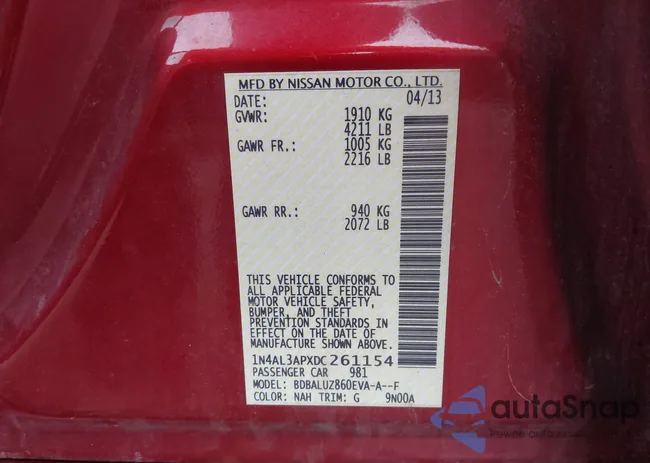 MFD BY NISSAN MOTOR CO., LTD.
DATE: 04/13
GVWR: 1910 KG
4211 LB
GAWR FR.: 1005 KG
2216 LB
GAWR RR.: 940 KG
2072 LB
THIS VEHICLE CONFORMS TO
ALL APPLICABLE FEDERAL
MOTOR VEHICLE SAFETY,
BUMPER, AND THEFT
PREVENTION STANDARDS IN
EFFECT ON THE DATE OF
MANUFACTURE SHOWN ABOVE.
1N4AL3APXDC261154
PASSENGER CAR 981
MODEL: BDBALUZ860EVA-A--F
COLOR: NAH TRIM: G 9N00A
autaSnap